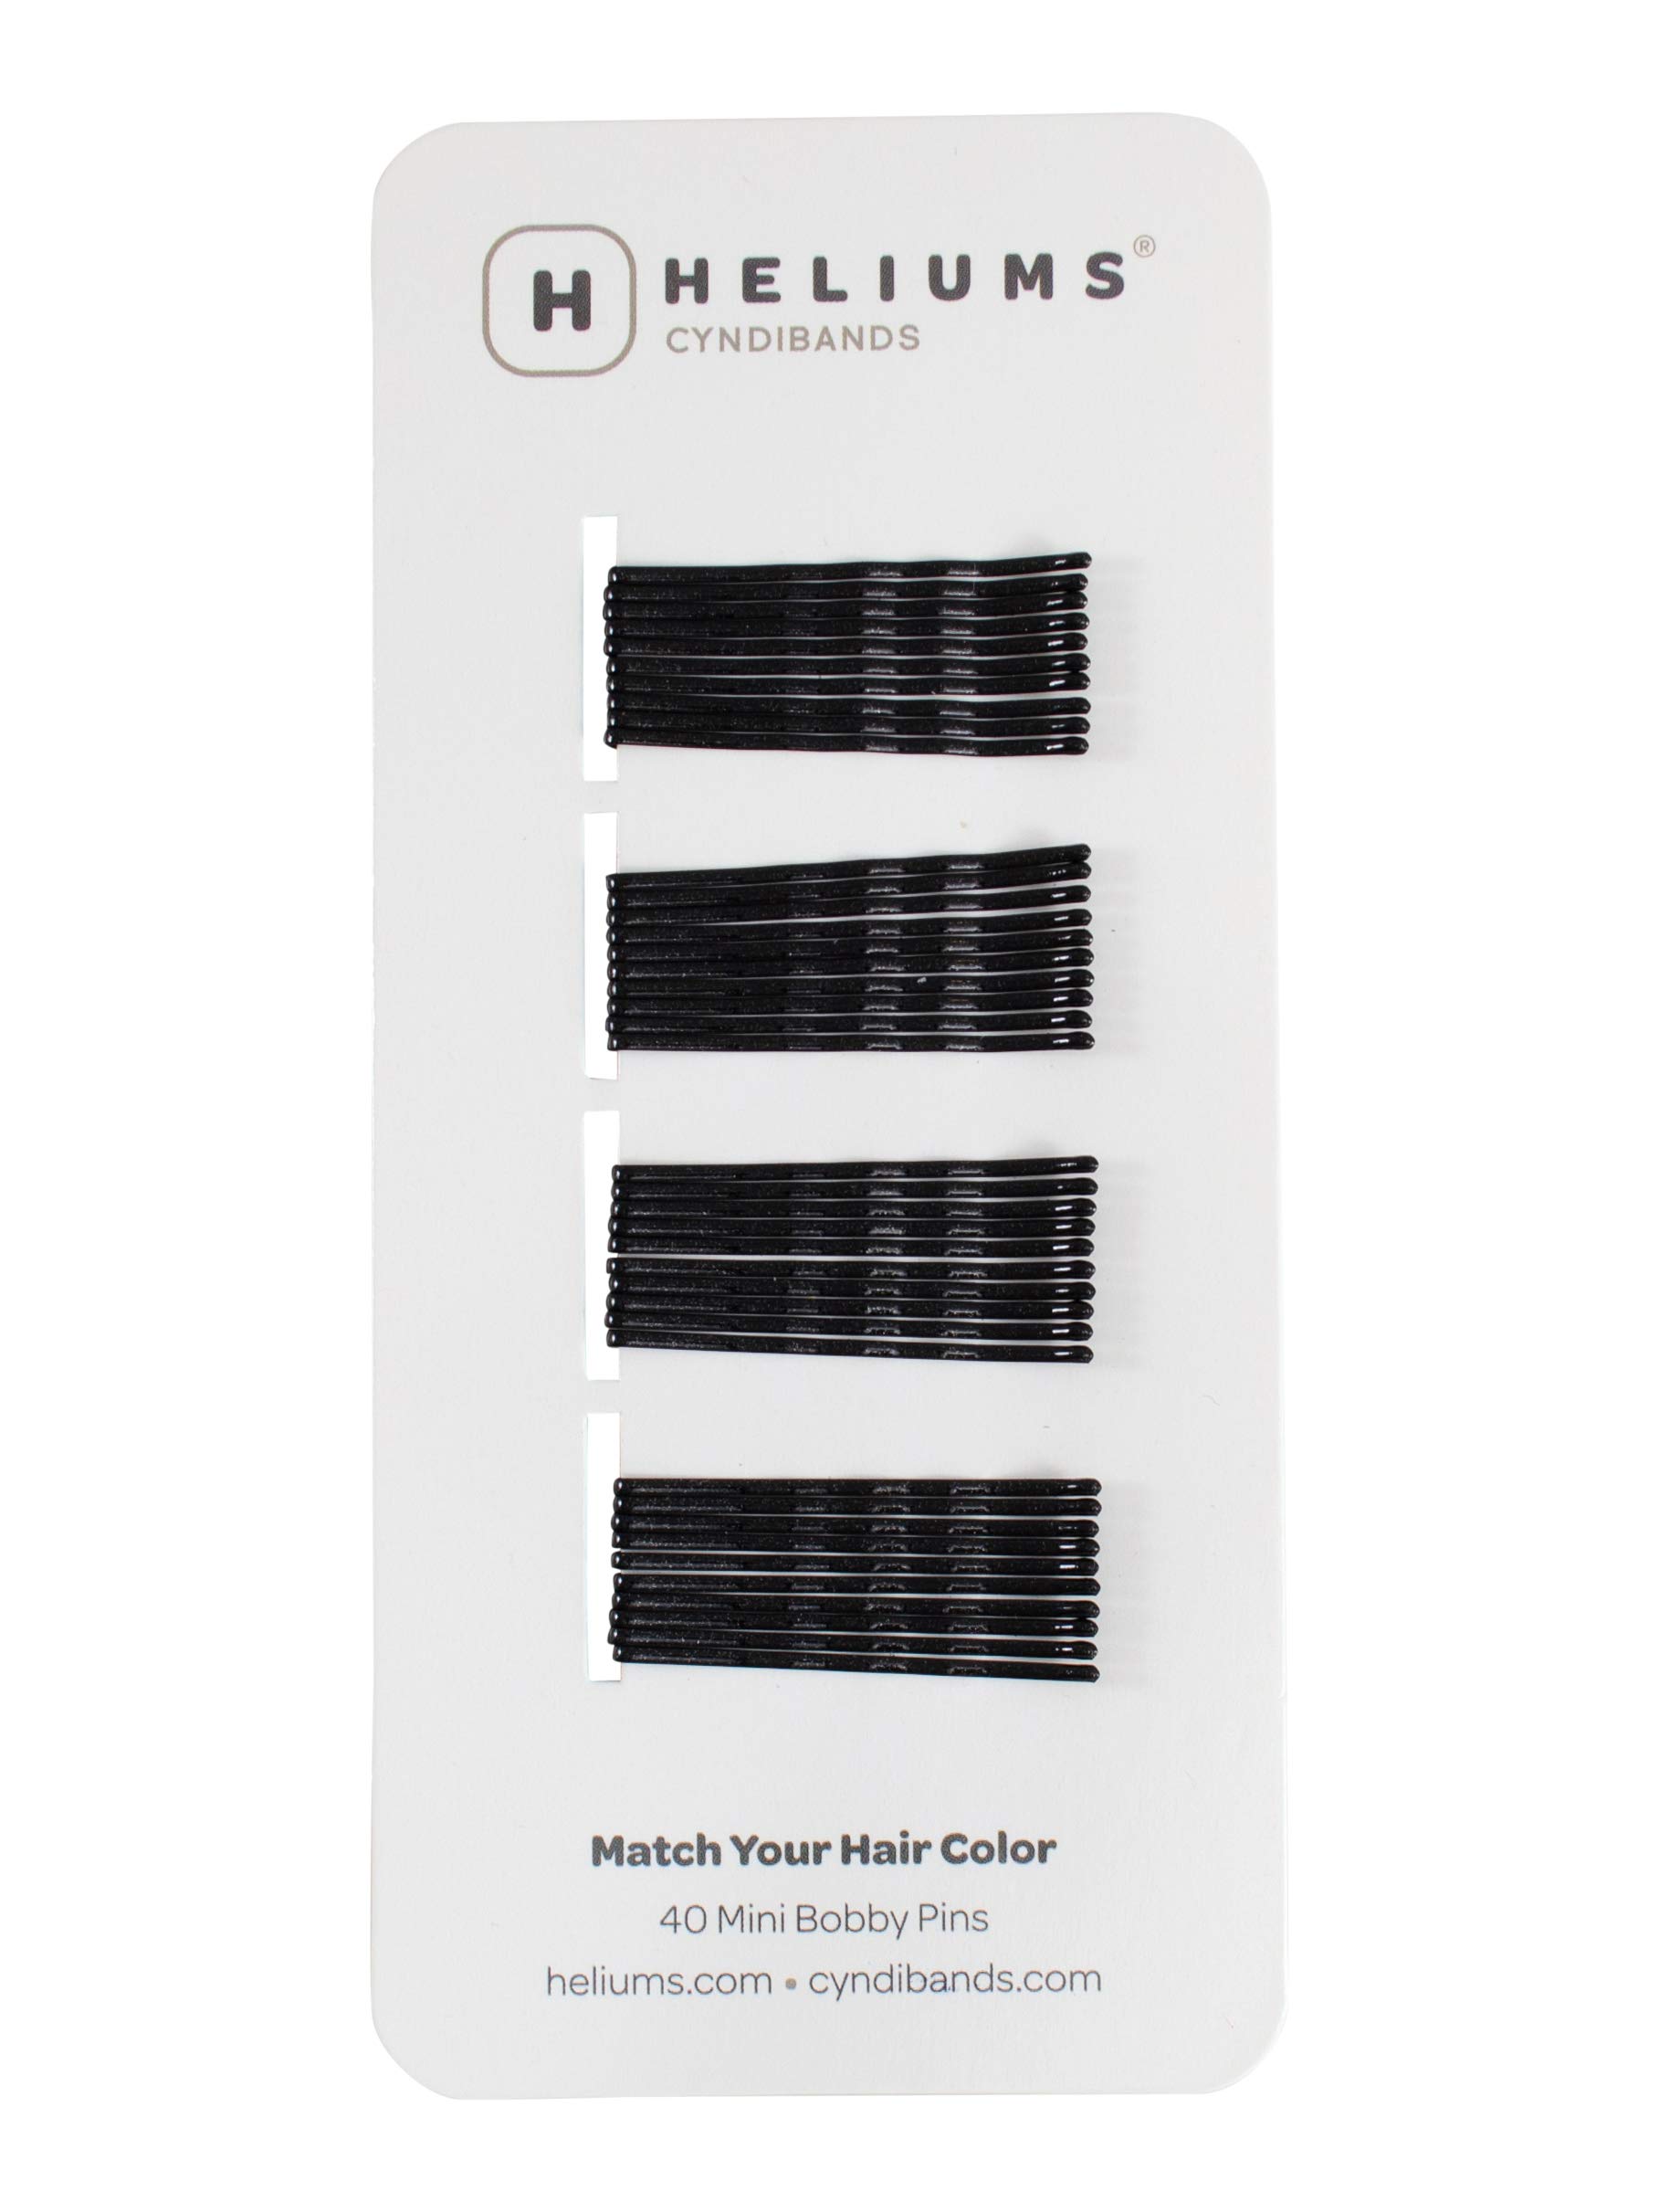 H
HELIUMS®
CYNDIBANDS
Match Your Hair Color
40 Mini Bobby Pins
heliums.com • cyndibands.com